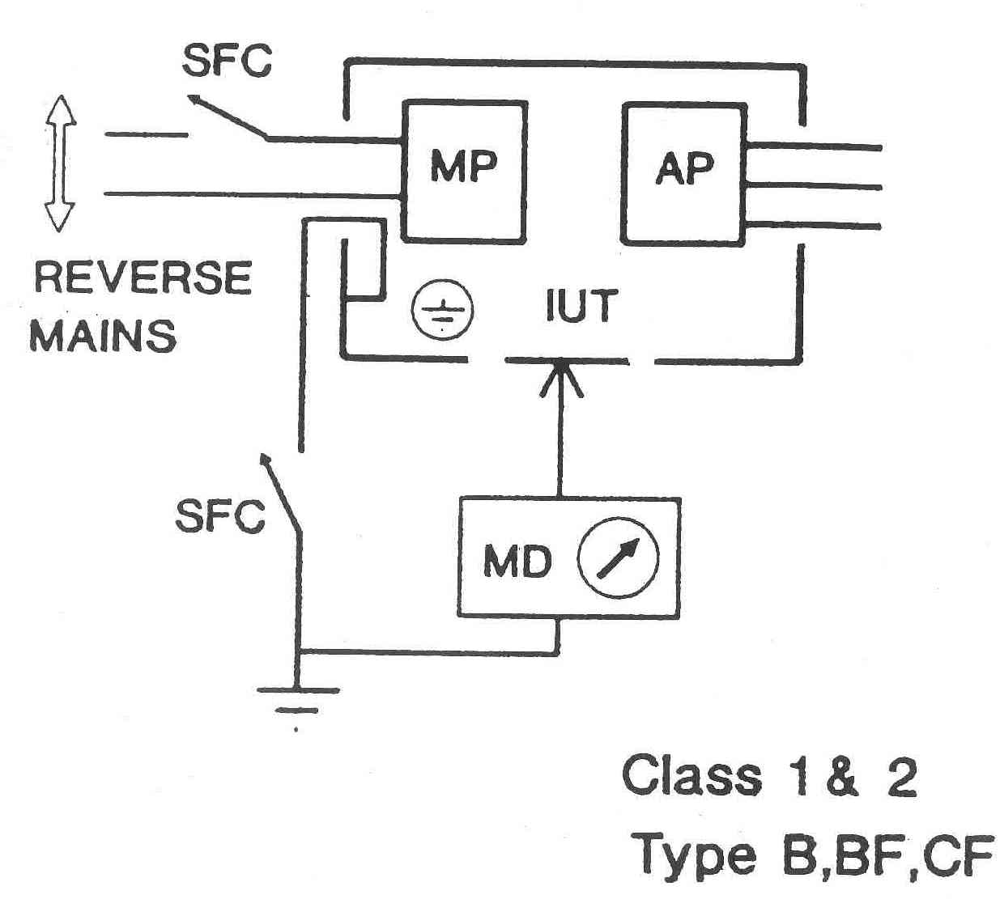 SFC
MP
AP
REVERSE
MAINS
IUT
SFC
MD
Class 1 & 2
Type B,BF,CF